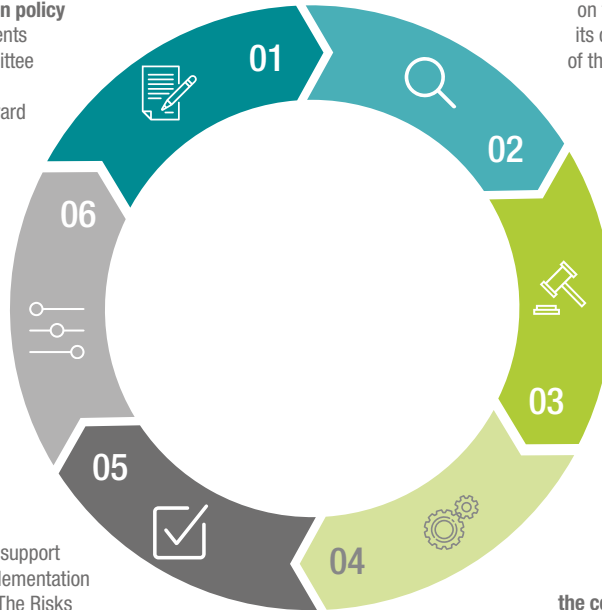 n policy
ents
ittee
ard
on
its
of th
01
02
03
04
05
06
support
lementation
The Risks
the co